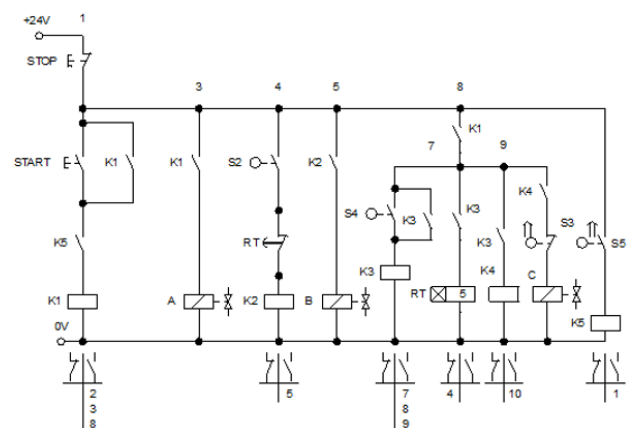 +24V 1
STOP
3 4 5 8
K1
7 9
START K1 K1 S2 K2 K4
S4 K3 K3 K3 S3 S5
K5 RT
K3 K4 C
K1 A K2 B RT 5 K5
0V
2 5 7 4 10 1
3 8
8 9